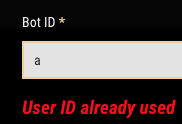 Bot ID *
a
User ID already used